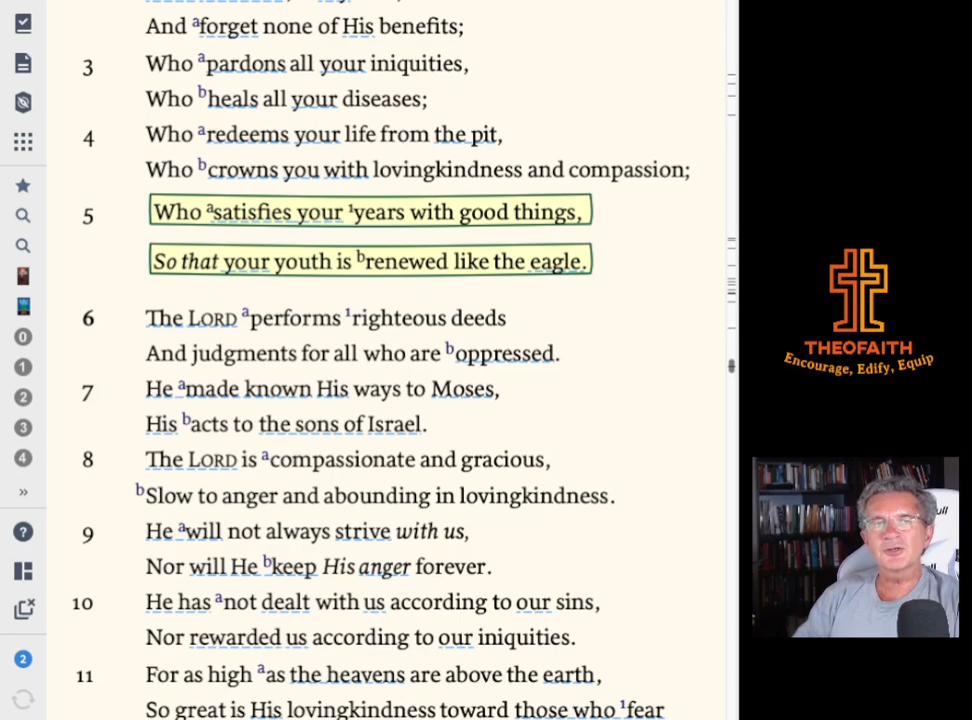 And ᵃforget none of His benefits;
3 Who ᵃpardons all your iniquities,
Who ᵇheals all your diseases;
4 Who ᵃredeems your life from the pit,
Who ᵇcrowns you with lovingkindness and compassion;
5 Who ᵃsatisfies your ¹years with good things,
So that your youth is ᵇrenewed like the eagle.
6 The LORD ᵃperforms ¹righteous deeds
And judgments for all who are ᵇoppressed.
7 He ᵃmade known His ways to Moses,
His ᵇacts to the sons of Israel.
8 The LORD is ᵃcompassionate and gracious,
ᵇSlow to anger and abounding in lovingkindness.
9 He ᵃwill not always strive with us,
Nor will He ᵇkeep His anger forever.
10 He has ᵃnot dealt with us according to our sins,
Nor rewarded us according to our iniquities.
11 For as high ᵃas the heavens are above the earth,
So great is His lovingkindness toward those who ¹fear
0
1
2
3
4
»
?
2
THEOFAITH
Encourage, Edify, Equip